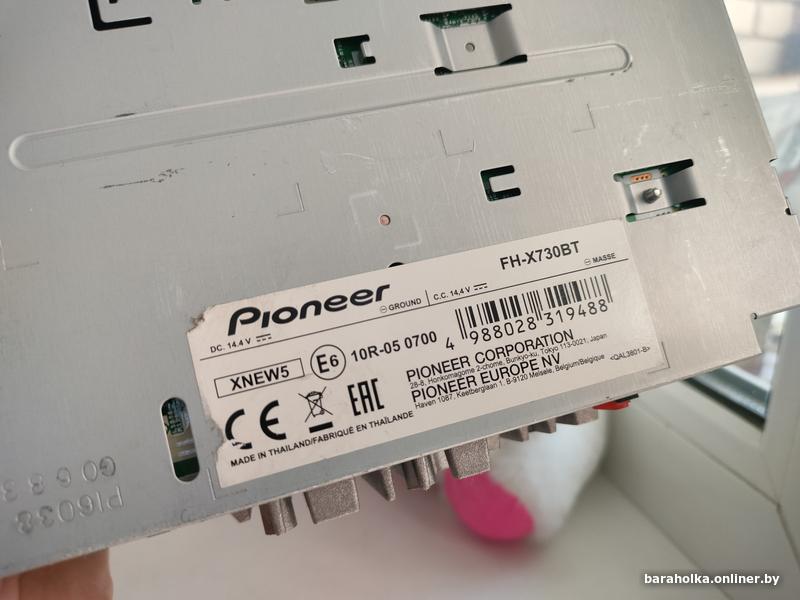 Pioneer
FH-X730BT
DC. 14,4 V ⎓
⊖ GROUND | C.C. 14,4 V ⎓
⊖ MASSE
XNEW5
E6
10R-05 0700
4 988028 319488
PIONEER CORPORATION
28-8, Honkomagome 2-chome, Bunkyo-ku, Tokyo 113-0021, Japan
PIONEER EUROPE NV
Haven 1087, Keetberglaan 1, B-9120 Melsele, Belgium/Belgique
<QAL3801-B>
CE
EAC
MADE IN THAILAND/FABRIQUÉ EN THAÏLANDE
G0683
PI6038
baraholka.onliner.by